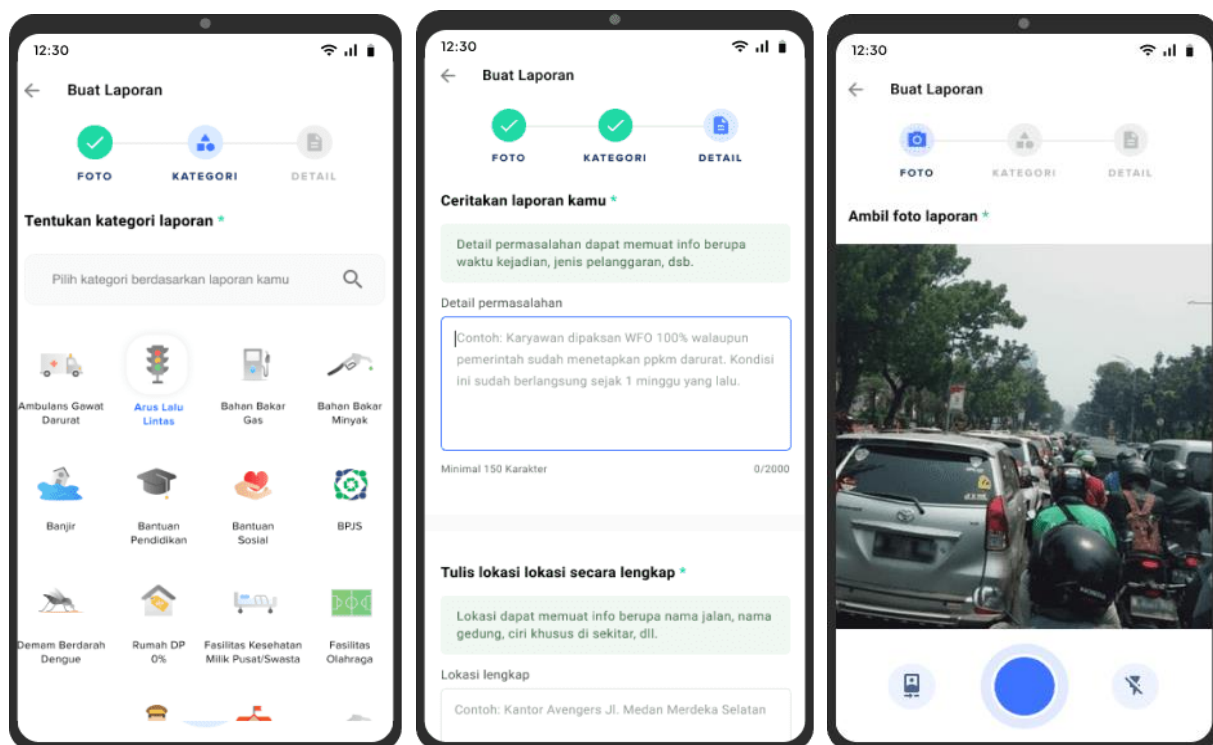 12:30
Buat Laporan
FOTO
KATEGORI
DETAIL
Tentukan kategori laporan *
Pilih kategori berdasarkan laporan kamu
Ambulans Gawat
Darurat
Arus Lalu
Lintas
Bahan Bakar
Gas
Bahan Bakar
Minyak
Banjir
Bantuan
Pendidikan
Bantuan
Sosial
BPJS
Demam Berdarah
Dengue
Rumah DP
0%
Fasilitas Kesehatan
Milik Pusat/Swasta
Fasilitas
Olahraga
12:30
Buat Laporan
FOTO
KATEGORI
DETAIL
Ceritakan laporan kamu *
Detail permasalahan dapat memuat info berupa
waktu kejadian, jenis pelanggaran, dsb.
Detail permasalahan
Contoh: Karyawan dipaksan WFO 100% walaupun
pemerintah sudah menetapkan ppkm darurat. Kondisi
ini sudah berlangsung sejak 1 minggu yang lalu.
Minimal 150 Karakter
0/2000
Tulis lokasi lokasi secara lengkap *
Lokasi dapat memuat info berupa nama jalan, nama
gedung, ciri khusus di sekitar, dll.
Lokasi lengkap
Contoh: Kantor Avengers Jl. Medan Merdeka Selatan
12:30
Buat Laporan
FOTO
KATEGORI
DETAIL
Ambil foto laporan *